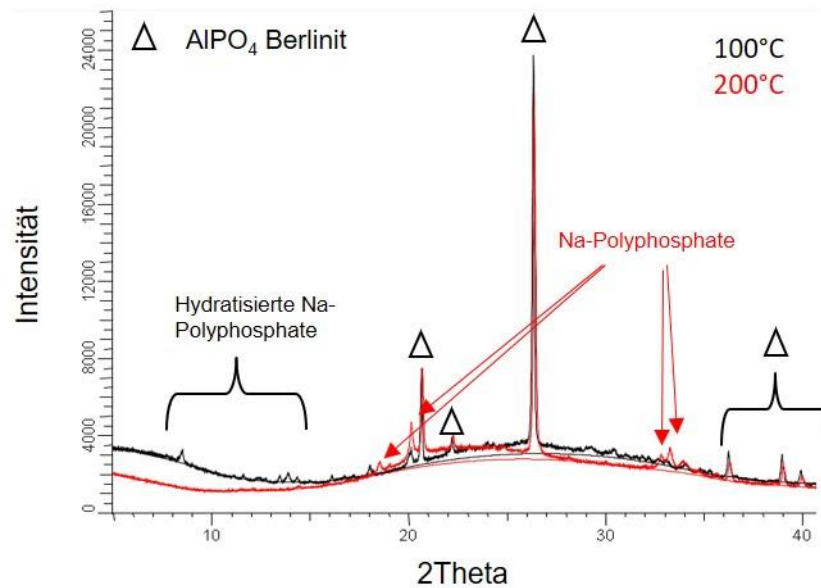 AlPO₄ Berlinit
100°C
200°C
Na-Polyphosphate
Hydratisierte Na-
Polyphosphate
Intensität
26000
24000
20000
16000
12000
8000
4000
0
10
20
30
40
2Theta